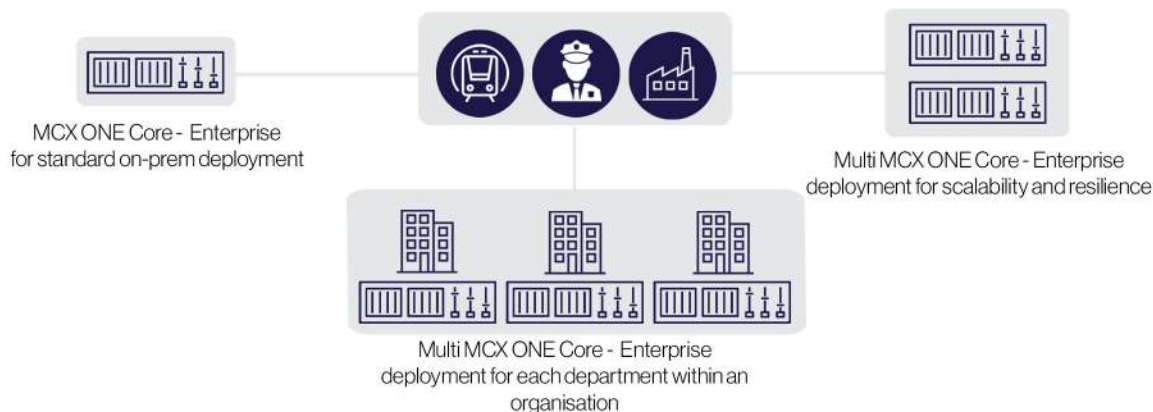 MCX ONE Core - Enterprise
for standard on-prem deployment
Multi MCX ONE Core - Enterprise
deployment for scalability and resilience
Multi MCX ONE Core - Enterprise
deployment for each department within an
organisation